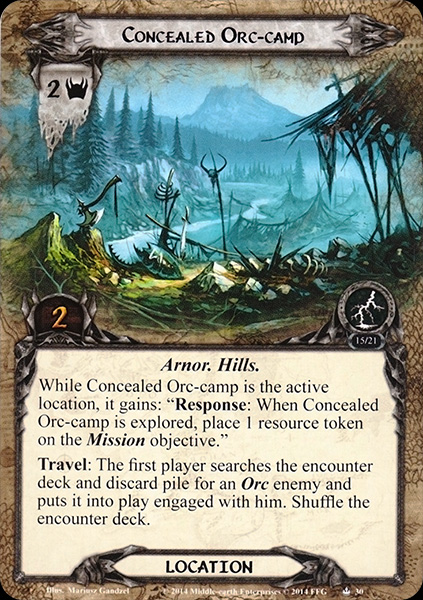 Concealed Orc-camp
2
2
15/21
Arnor. Hills.
While Concealed Orc-camp is the active
location, it gains: “Response: When Concealed
Orc-camp is explored, place 1 resource token
on the Mission objective.”
Travel: The first player searches the encounter
deck and discard pile for an Orc enemy and
puts it into play engaged with him. Shuffle the
encounter deck.
LOCATION
Illus. Mariusz Gandzel © 2014 Middle-earth Enterprises © 2014 FFG 30